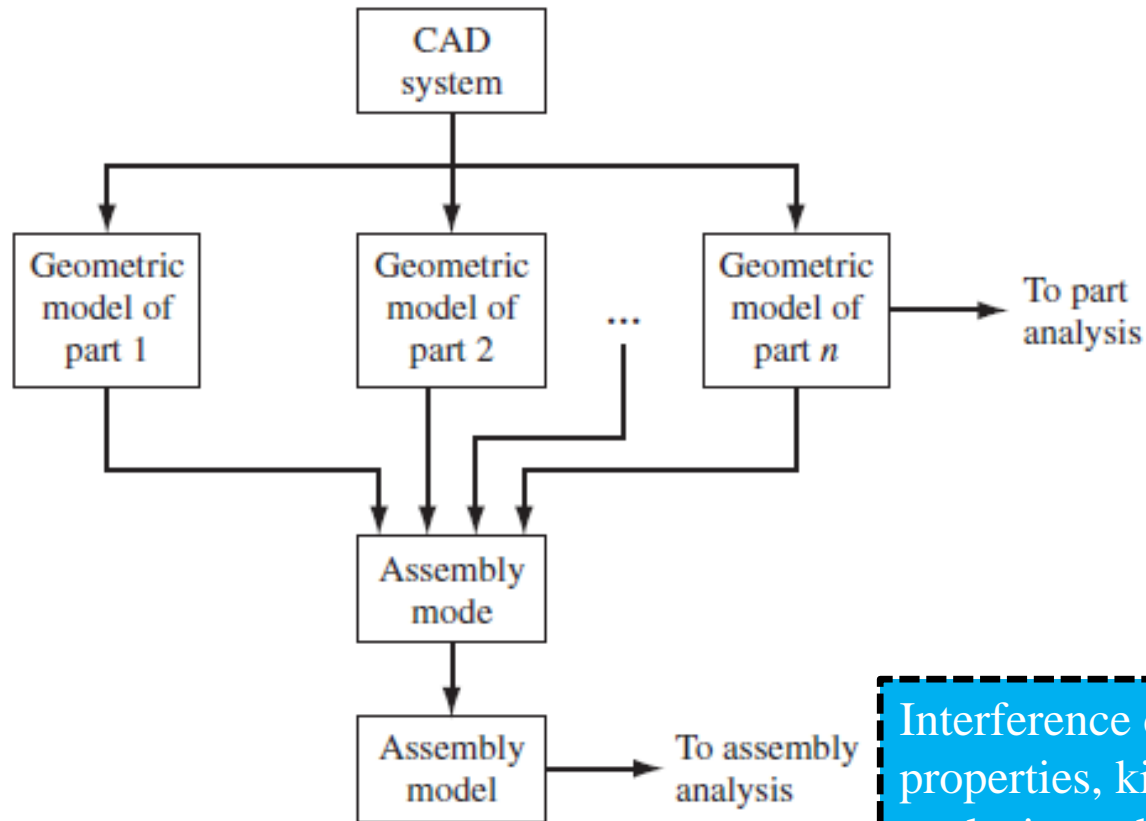 CAD
system
Geometric
model of
part 1
Geometric
model of
part 2
...
Geometric
model of
part n
To part
analysis
Assembly
mode
Assembly
model
To assembly
analysis
Interference
properties,